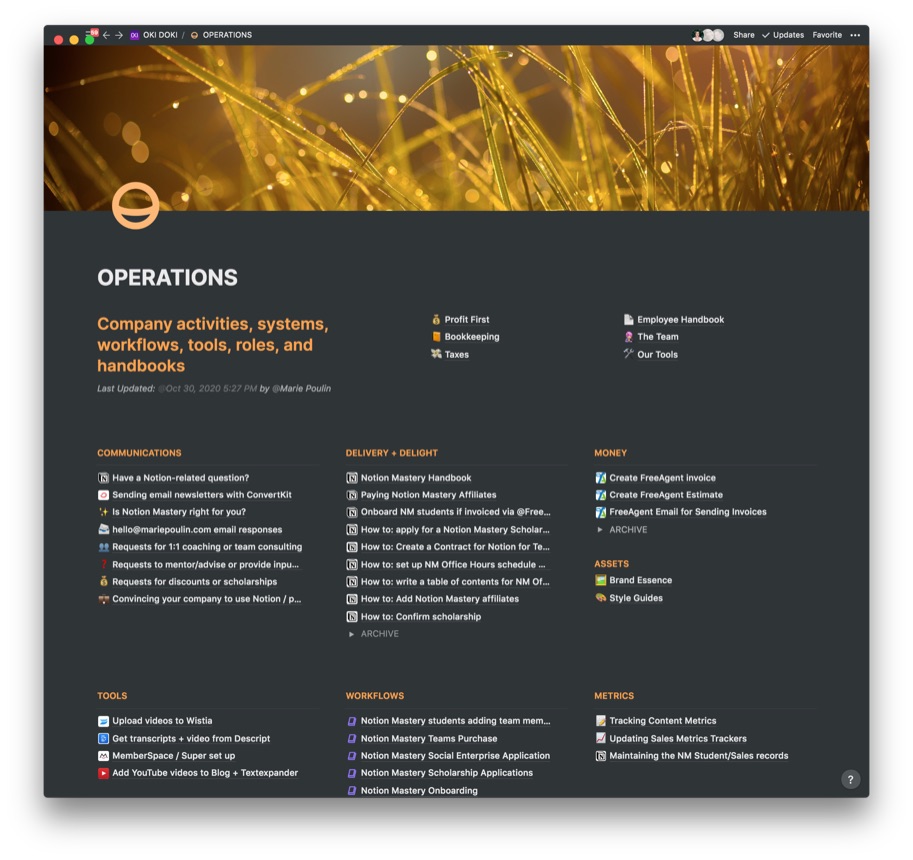 OKI DOKI / OPERATIONS
Share ✓ Updates Favorite •••
OPERATIONS
Company activities, systems,
workflows, tools, roles, and
handbooks
Last Updated: @Oct 30, 2020 5:27 PM by @Marie Poulin
Profit First
Bookkeeping
Taxes
Employee Handbook
The Team
Our Tools
COMMUNICATIONS
Have a Notion-related question?
Sending email newsletters with ConvertKit
Is Notion Mastery right for you?
hello@mariepoulin.com email responses
Requests for 1:1 coaching or team consulting
Requests to mentor/advise or provide inpu...
Requests for discounts or scholarships
Convincing your company to use Notion / p...
DELIVERY + DELIGHT
Notion Mastery Handbook
Paying Notion Mastery Affiliates
Onboard NM students if invoiced via @Free...
How to: apply for a Notion Mastery Scholar...
How to: Create a Contract for Notion for Te...
How to: set up NM Office Hours schedule ...
How to: write a table of contents for NM Of...
How to: Add Notion Mastery affiliates
How to: Confirm scholarship
ARCHIVE
MONEY
Create FreeAgent invoice
Create FreeAgent Estimate
FreeAgent Email for Sending Invoices
ARCHIVE
ASSETS
Brand Essence
Style Guides
TOOLS
Upload videos to Wistia
Get transcripts + video from Descript
MemberSpace / Super set up
Add YouTube videos to Blog + Textexpander
WORKFLOWS
Notion Mastery students adding team mem...
Notion Mastery Teams Purchase
Notion Mastery Social Enterprise Application
Notion Mastery Scholarship Applications
Notion Mastery Onboarding
METRICS
Tracking Content Metrics
Updating Sales Metrics Trackers
Maintaining the NM Student/Sales records
?